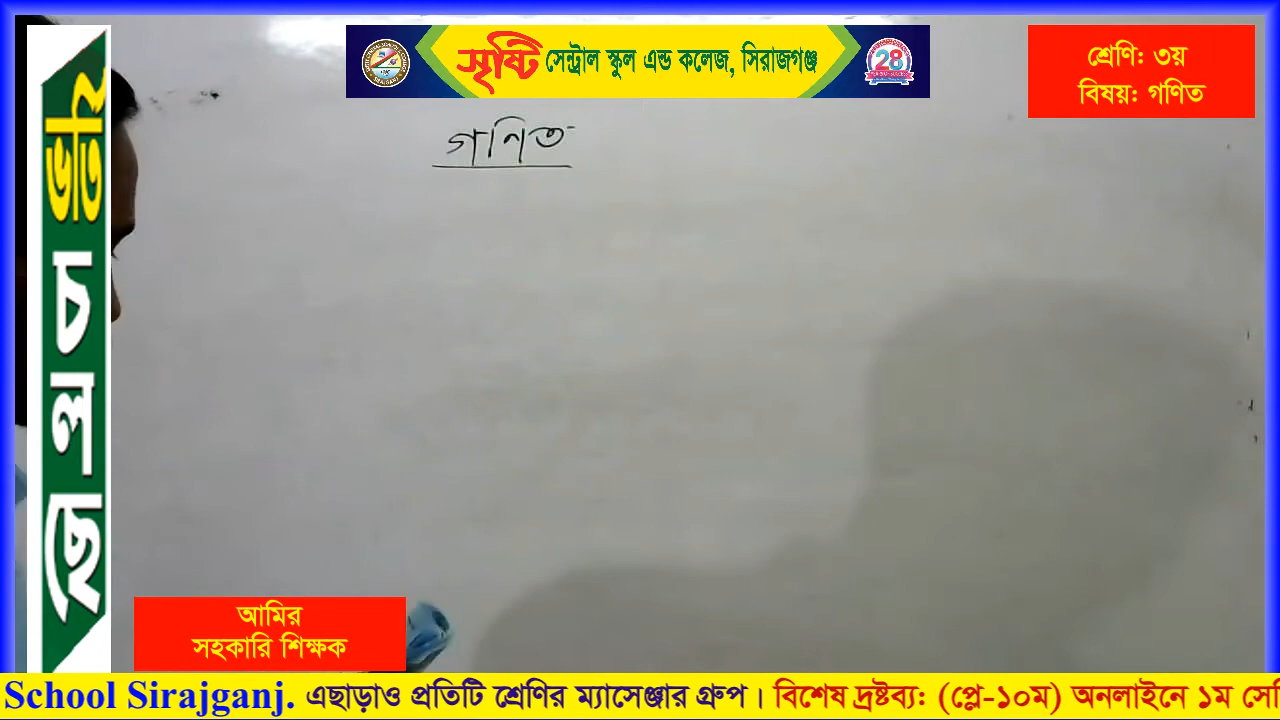 সৃষ্টি সেন্ট্রাল স্কুল এন্ড কলেজ, সিরাজগঞ্জ
28
শ্রেণি: ৩য়
বিষয়: গণিত
গনিত
ভর্তি চলছে
আমির
সহকারি শিক্ষক
School Sirajganj. এছাড়াও প্রতিটি শ্রেণির ম্যাসেঞ্জার গ্রুপ। বিশেষ দ্রষ্টব্য: (প্লে-১০ম) অনলাইনে ১ম